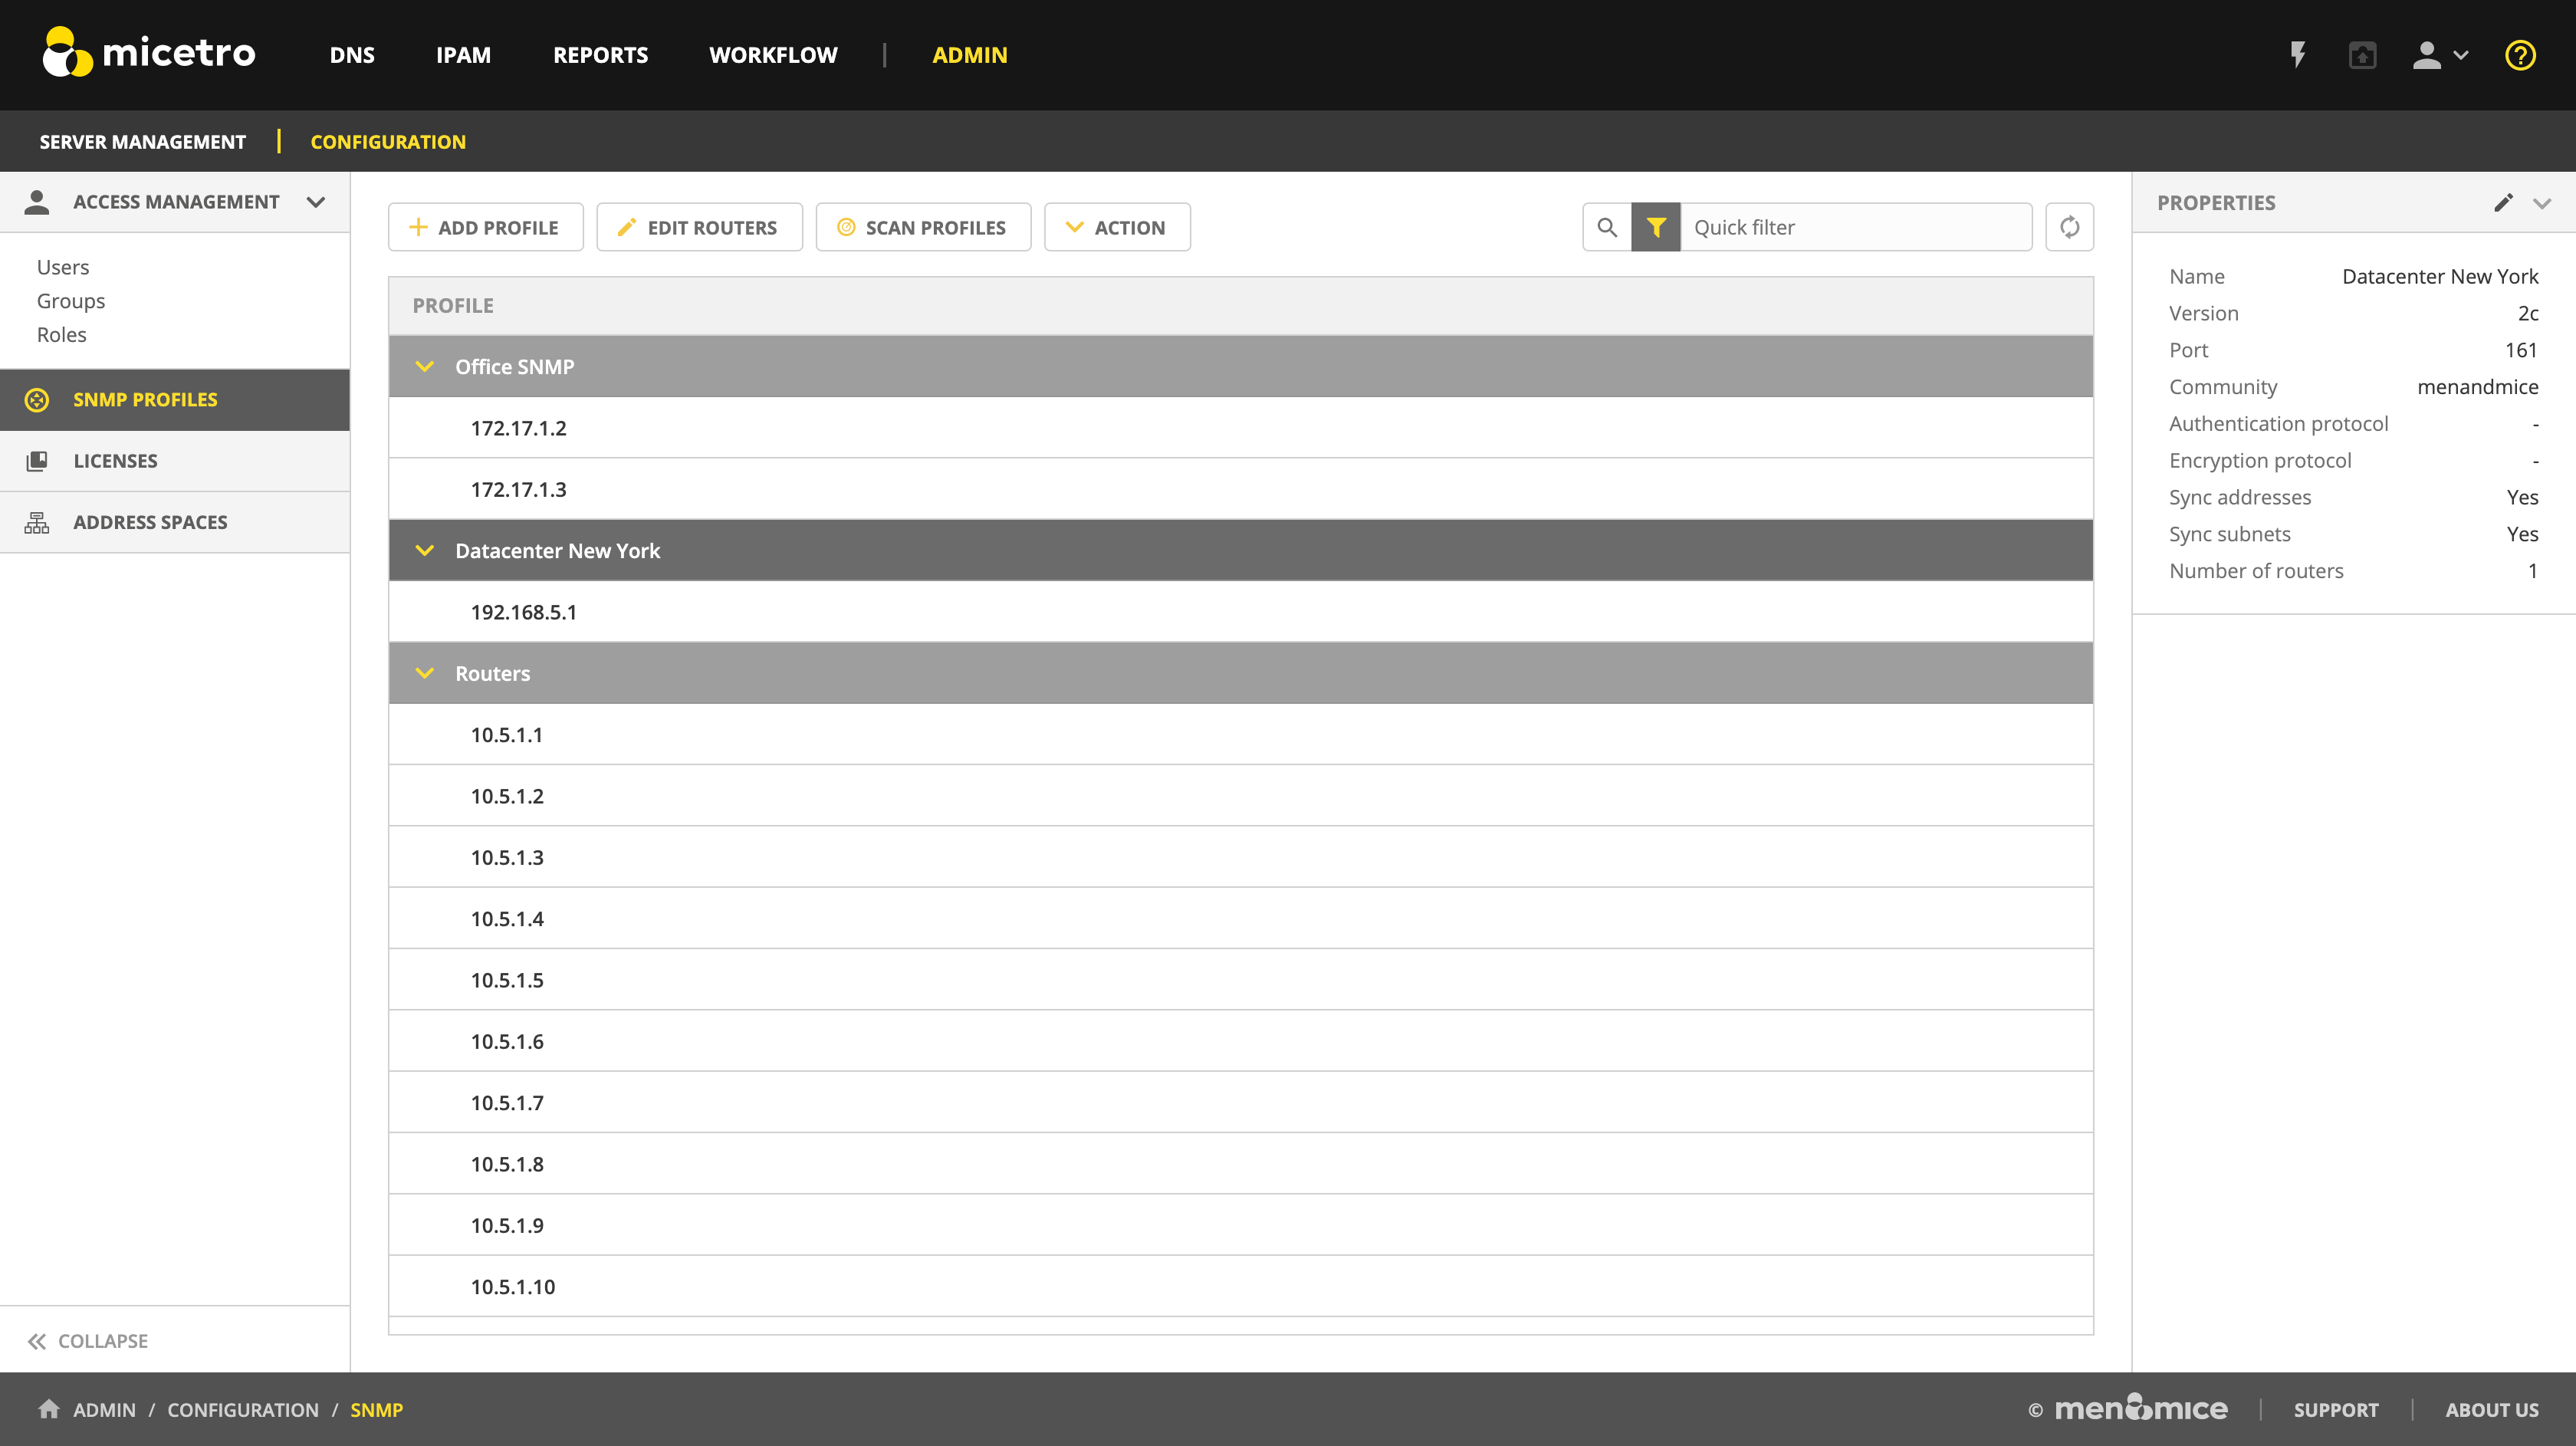 micetro DNS IPAM REPORTS WORKFLOW | ADMIN
SERVER MANAGEMENT | CONFIGURATION
ACCESS MANAGEMENT
Users
Groups
Roles
SNMP PROFILES
LICENSES
ADDRESS SPACES
COLLAPSE
ADD PROFILE EDIT ROUTERS SCAN PROFILES ACTION Quick filter
PROFILE
Office SNMP
172.17.1.2
172.17.1.3
Datacenter New York
192.168.5.1
Routers
10.5.1.1
10.5.1.2
10.5.1.3
10.5.1.4
10.5.1.5
10.5.1.6
10.5.1.7
10.5.1.8
10.5.1.9
10.5.1.10
PROPERTIES
Name Datacenter New York
Version 2c
Port 161
Community menandmice
Authentication protocol -
Encryption protocol -
Sync addresses Yes
Sync subnets Yes
Number of routers 1
ADMIN / CONFIGURATION / SNMP
© men&mice | SUPPORT | ABOUT US